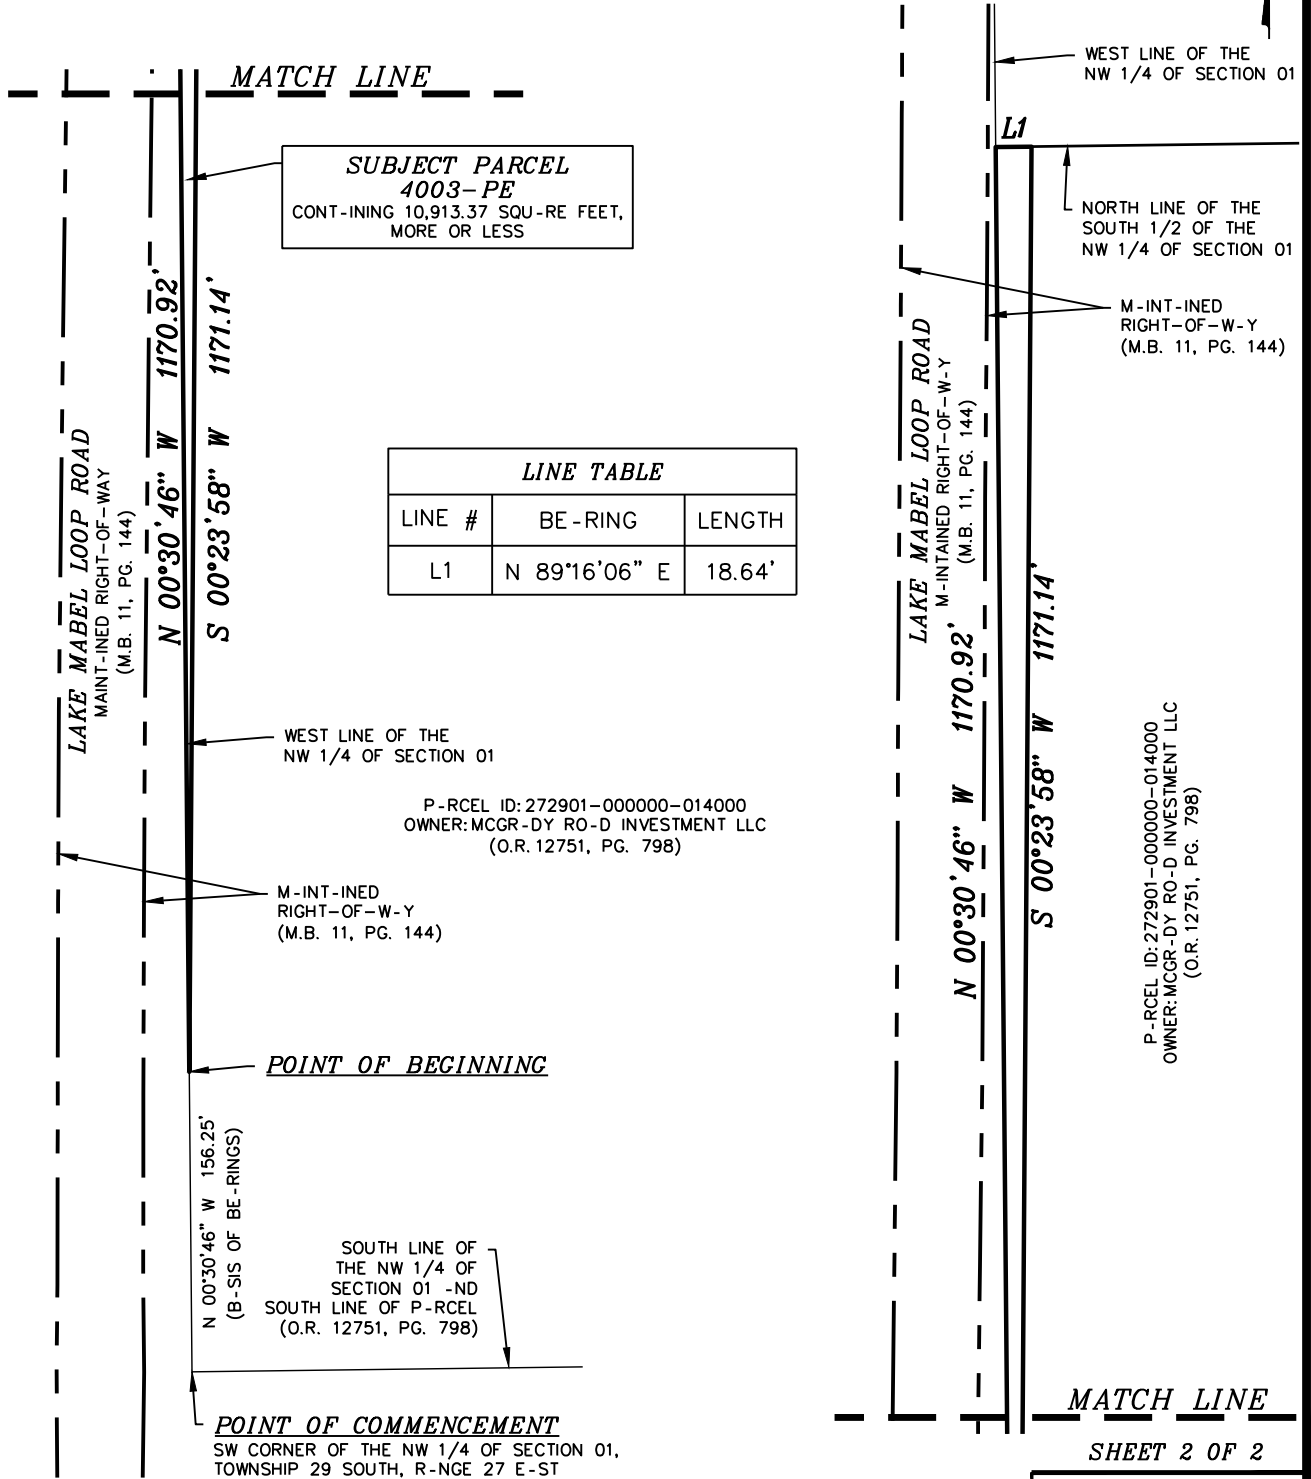 MATCH LINE
SUBJECT PARCEL
4003-PE
CONT-INING 10,913.37 SQU-RE FEET,
MORE OR LESS
N 00°30'46" W 1170.92'
S 00°23'58" W 1171.14'
LAKE MABEL LOOP ROAD
MAINT-INED RIGHT-OF-WAY
(M.B. 11, PG. 144)
LINE TABLE
LINE # BE-RING LENGTH
L1 N 89°16'06" E 18.64'
WEST LINE OF THE
NW 1/4 OF SECTION 01
P-RCEL ID: 272901-000000-014000
OWNER: MCGR-DY RO-D INVESTMENT LLC
(O.R. 12751, PG. 798)
M-INT-INED
RIGHT-OF-W-Y
(M.B. 11, PG. 144)
POINT OF BEGINNING
N 00°30'46" W 156.25'
(B-SIS OF BE-RINGS)
SOUTH LINE OF
THE NW 1/4 OF
SECTION 01 -ND
SOUTH LINE OF P-RCEL
(O.R. 12751, PG. 798)
POINT OF COMMENCEMENT
SW CORNER OF THE NW 1/4 OF SECTION 01,
TOWNSHIP 29 SOUTH, R-NGE 27 E-ST
WEST LINE OF THE
NW 1/4 OF SECTION 01
L1
NORTH LINE OF THE
SOUTH 1/2 OF THE
NW 1/4 OF SECTION 01
M-INT-INED
RIGHT-OF-W-Y
(M.B. 11, PG. 144)
LAKE MABEL LOOP ROAD
M-INTAINED RIGHT-OF-W-Y
(M.B. 11, PG. 144)
N 00°30'46" W 1170.92'
S 00°23'58" W 1171.14'
P-RCEL ID: 272901-000000-014000
OWNER: MCGR-DY RO-D INVESTMENT LLC
(O.R. 12751, PG. 798)
MATCH LINE
SHEET 2 OF 2